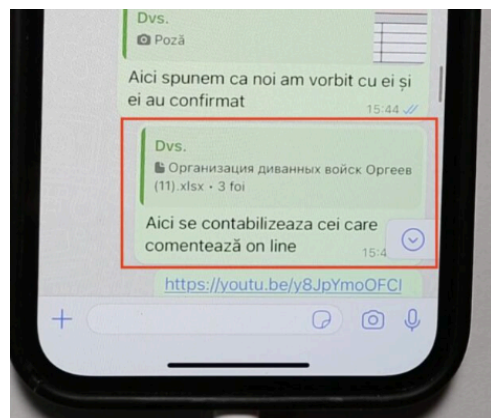 Dvs.
Poză
Aici spunem ca noi am vorbit cu ei și
ei au confirmat
15:44
Dvs.
Организация диванных войск Оргеев
(11).xlsx • 3 foi
Aici se contabilizeaza cei care
comentează on line
https://youtu.be/y8JpYmoOFCI